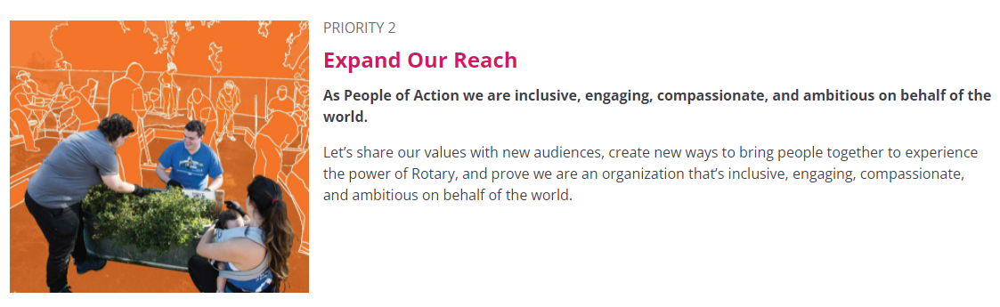 PRIORITY 2
Expand Our Reach
As People of Action we are inclusive, engaging, compassionate, and ambitious on behalf of the
world.
Let’s share our values with new audiences, create new ways to bring people together to experience
the power of Rotary, and prove we are an organization that’s inclusive, engaging, compassionate,
and ambitious on behalf of the world.